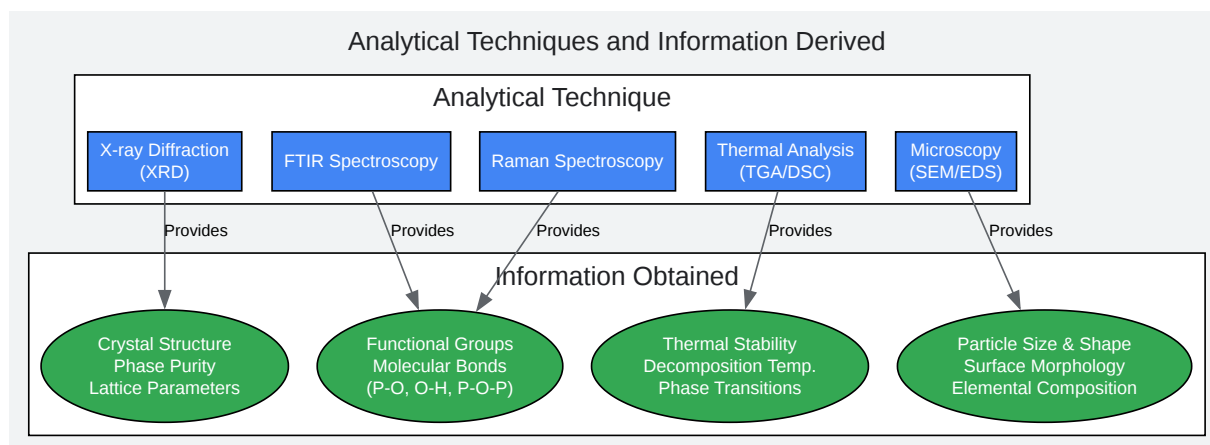 Analytical Techniques and Information Derived
Analytical Technique
X-ray Diffraction
(XRD)
FTIR Spectroscopy
Raman Spectroscopy
Thermal Analysis
(TGA/DSC)
Microscopy
(SEM/EDS)
Provides
Provides
Provides
Provides
Provides
Information Obtained
Crystal Structure
Phase Purity
Lattice Parameters
Functional Groups
Molecular Bonds
(P-O, O-H, P-O-P)
Thermal Stability
Decomposition Temp.
Phase Transitions
Particle Size & Shape
Surface Morphology
Elemental Composition